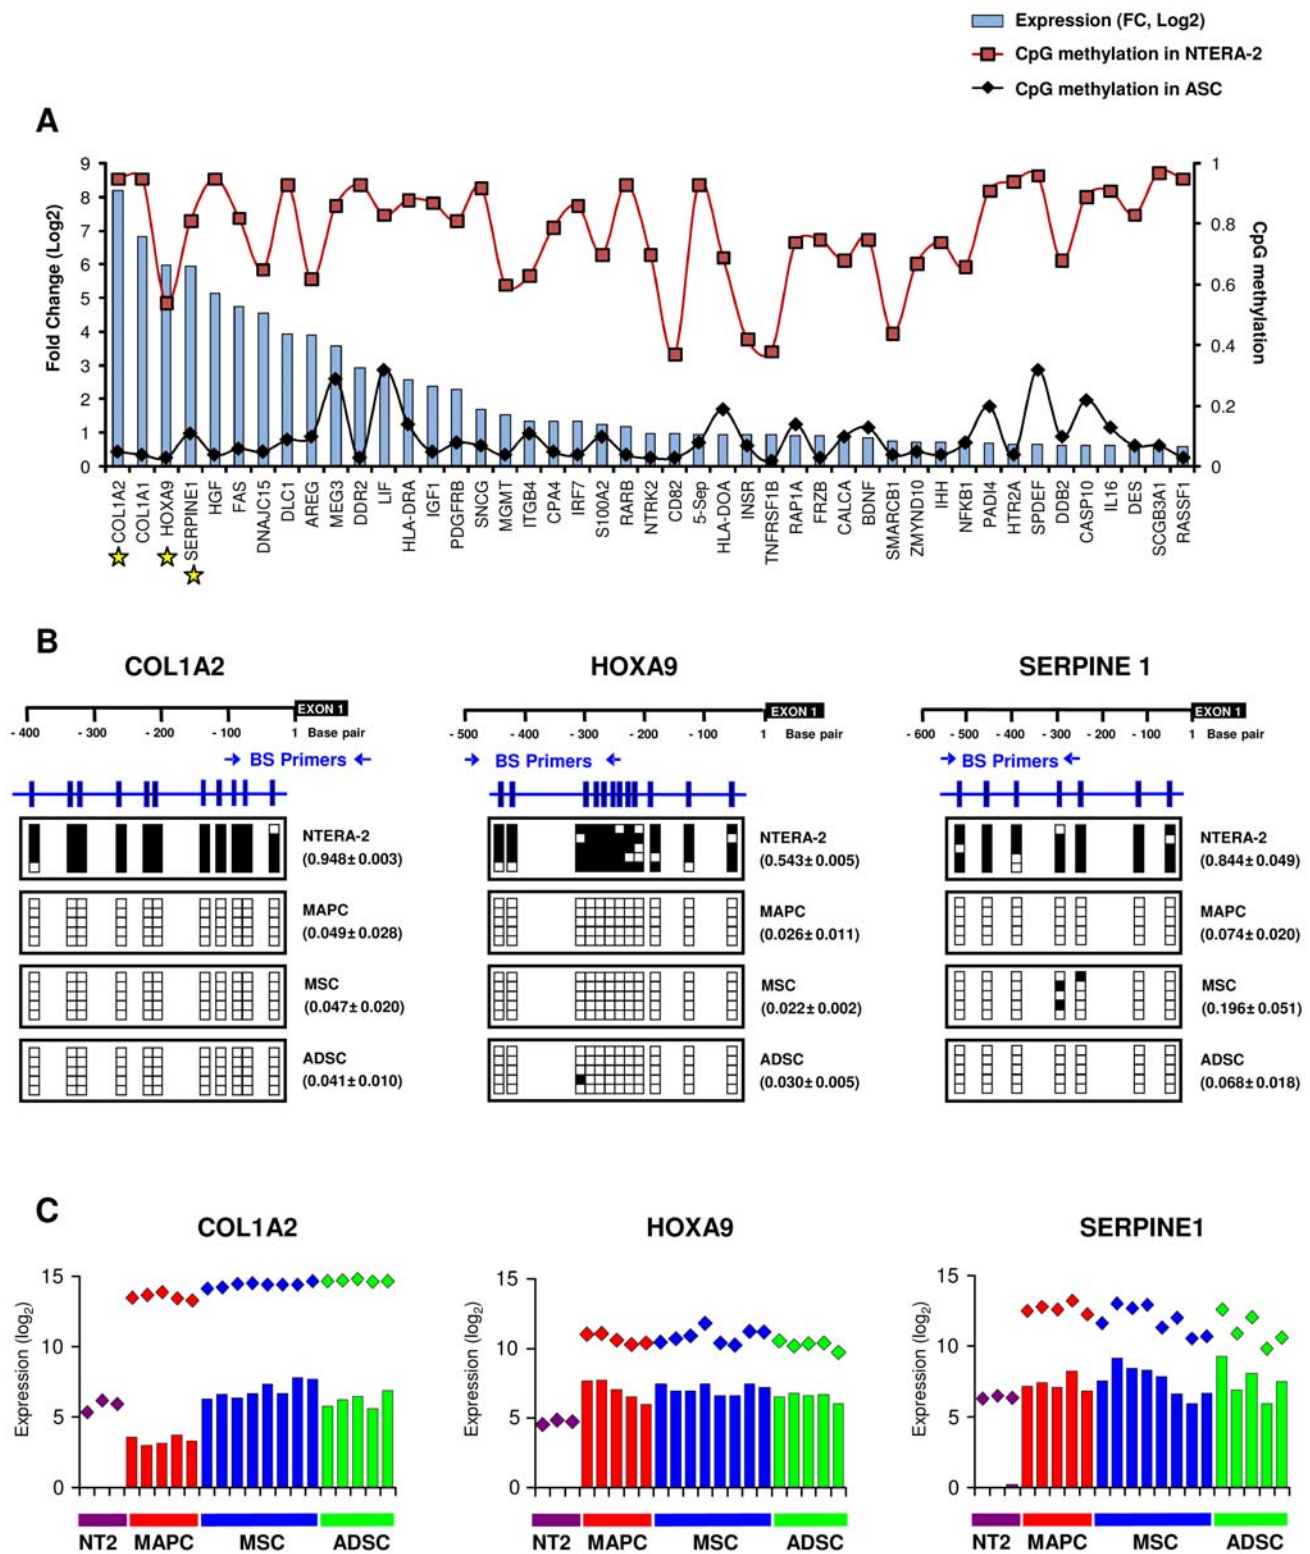 Expression (FC, Log2)
CpG methylation in NTERA-2
CpG methylation in ASC
A
Fold Change (Log2)
9
8
7
6
5
4
3
2
1
0
1
0.8
0.6
0.4
0.2
0
CpG methylation
COL1A2
COL1A1
HOXA9
SERPINE1
HGF
FAS
DNAJC15
DLC1
AREG
MEG3
DDR2
LIF
HLA-DRA
IGF1
PDGFRB
SNCG
MGMT
ITGB4
CPA4
IRF7
S100A2
RARB
NTRK2
CD82
5-Sep
HLA-DOA
INSR
TNFRSF1B
RAP1A
FRZB
CALCA
BDNF
SMARCB1
ZMYND10
IHH
NFKB1
PADI4
HTR2A
SPDEF
DDB2
CASP10
IL16
DES
SCGB3A1
RASSF1
B
COL1A2
EXON 1
- 400 - 300 - 200 - 100 1 Base pair
BS Primers
NTERA-2
(0.948± 0.003)
MAPC
(0.049± 0.028)
MSC
(0.047± 0.020)
ADSC
(0.041± 0.010)
HOXA9
EXON 1
- 500 - 400 - 300 - 200 - 100 1 Base pair
BS Primers
NTERA-2
(0.543± 0.005)
MAPC
(0.026± 0.011)
MSC
(0.022± 0.002)
ADSC
(0.030± 0.005)
SERPINE 1
EXON 1
- 600 - 500 - 400 - 300 - 200 - 100 1 Base pair
BS Primers
NTERA-2
(0.844± 0.049)
MAPC
(0.074± 0.020)
MSC
(0.196± 0.051)
ADSC
(0.068± 0.018)
C
COL1A2
Expression (log2)
15
10
5
0
NT2 MAPC MSC ADSC
HOXA9
Expression (log2)
15
10
5
0
NT2 MAPC MSC ADSC
SERPINE1
Expression (log2)
15
10
5
0
NT2 MAPC MSC ADSC